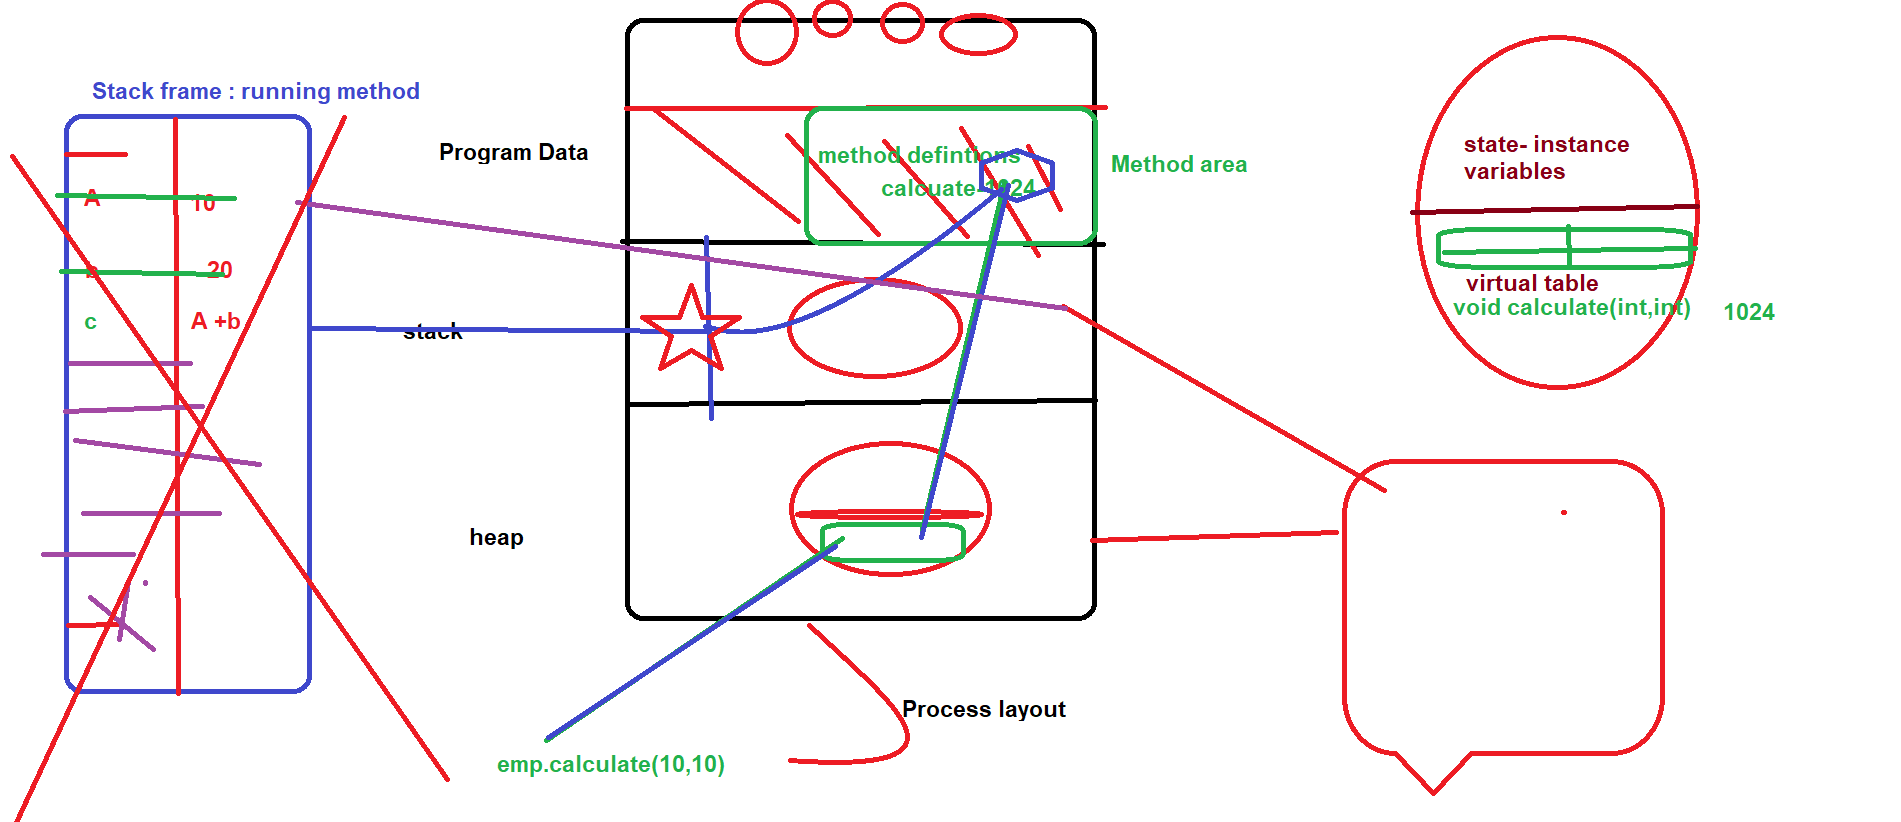 Stack frame : running method
A
10
20
c
A +b
Program Data
stack
heap
method defintions
calcuate-1024
Method area
emp.calculate(10,10)
Process layout
state- instance
variables
virtual table
void calculate(int,int)
1024